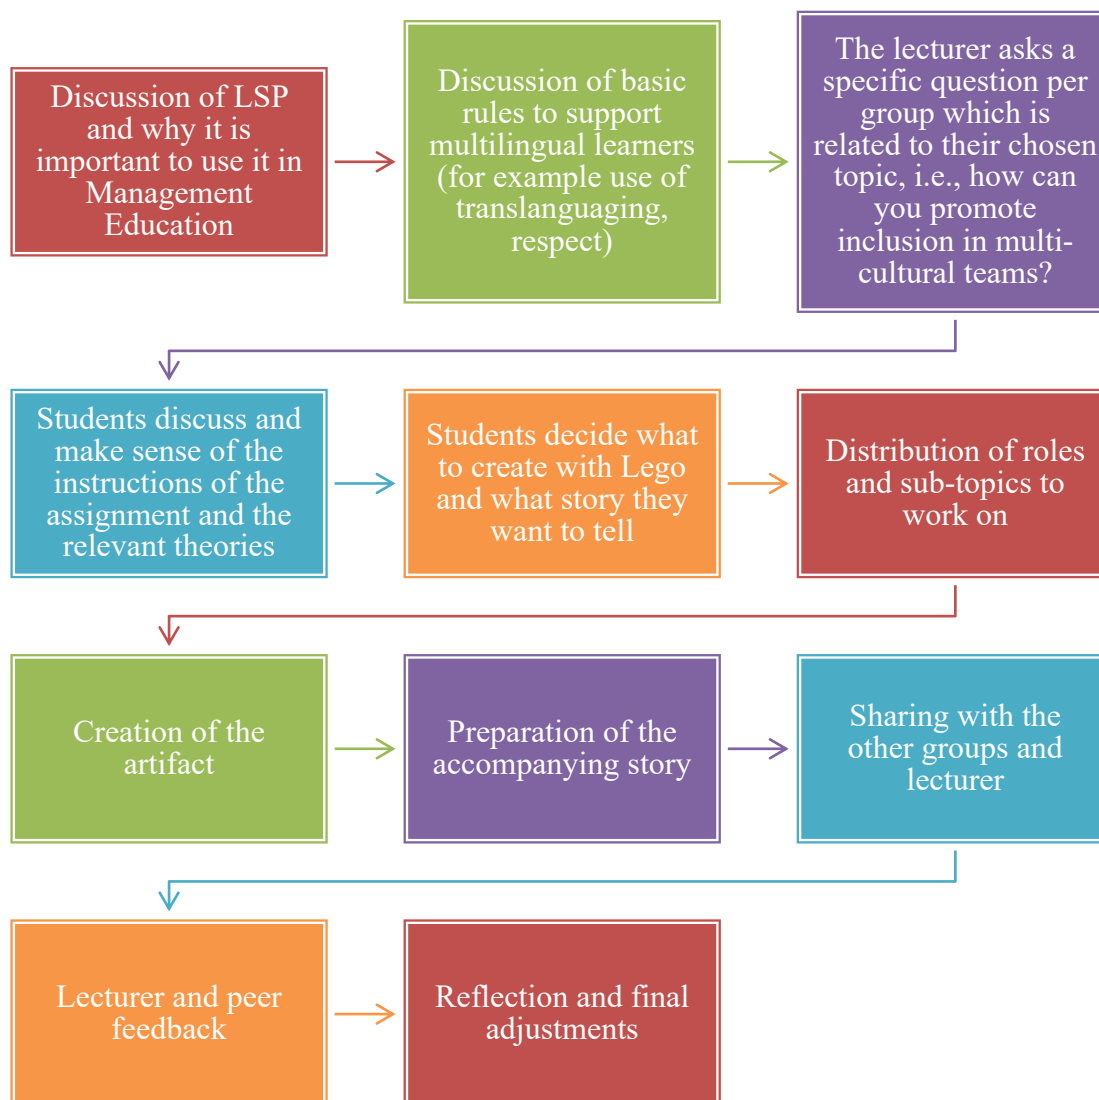 Discussion of LSP
and why it is
important to use it in
Management
Education
Discussion of basic
rules to support
multilingual learners
(for example use of
translanguaging,
respect)
The lecturer asks a
specific question per
group which is
related to their chosen
topic, i.e., how can
you promote
inclusion in multi-
cultural teams?
Students discuss and
make sense of the
instructions of the
assignment and the
relevant theories
Students decide what
to create with Lego
and what story they
want to tell
Distribution of roles
and sub-topics to
work on
Creation of the
artifact
Preparation of the
accompanying story
Sharing with the
other groups and
lecturer
Lecturer and peer
feedback
Reflection and final
adjustments